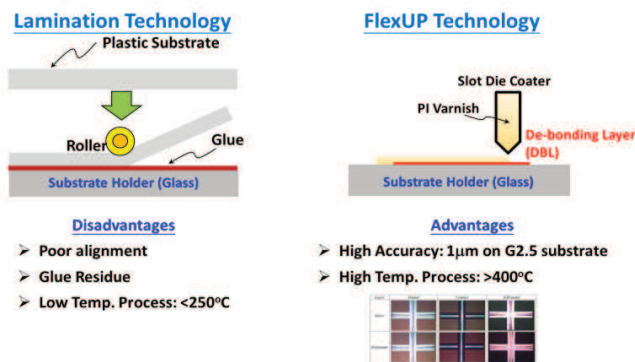 Lamination Technology
Plastic Substrate
Roller
Glue
Substrate Holder (Glass)
Disadvantages
➢ Poor alignment
➢ Glue Residue
➢ Low Temp. Process: <250°C
FlexUP Technology
Slot Die Coater
PI Varnish
De-bonding Layer
(DBL)
Substrate Holder (Glass)
Advantages
➢ High Accuracy: 1μm on G2.5 substrate
➢ High Temp. Process: >400°C